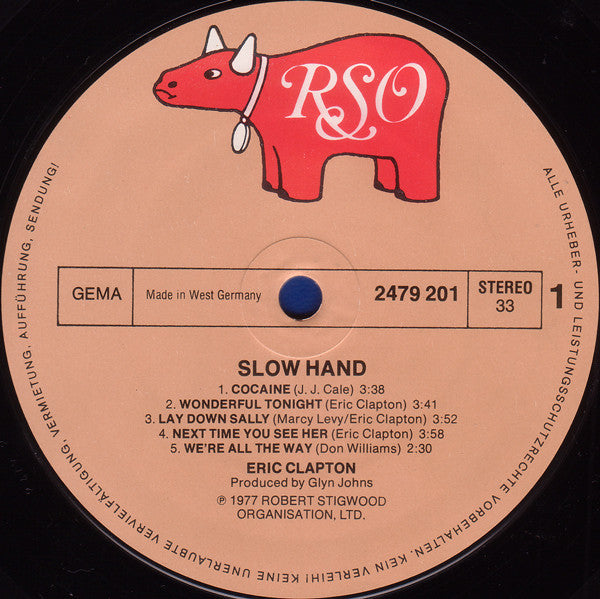 RSO
GEMA
Made in West Germany
2479 201
STEREO
33
1
SLOW HAND
1. COCAINE (J. J. Cale) 3:38
2. WONDERFUL TONIGHT (Eric Clapton) 3:41
3. LAY DOWN SALLY (Marcy Levy/Eric Clapton) 3:52
4. NEXT TIME YOU SEE HER (Eric Clapton) 3:58
5. WE'RE ALL THE WAY (Don Williams) 2:30
ERIC CLAPTON
Produced by Glyn Johns
℗ 1977 ROBERT STIGWOOD
ORGANISATION, LTD.
ALLE URHEBER- UND LEISTUNGSSCHUTZRECHTE VORBEHALTEN. KEIN VERLEIH! KEINE UNERLAUBTE VERVIELFÄLTIGUNG, VERMIETUNG, AUFFÜHRUNG, SENDUNG!